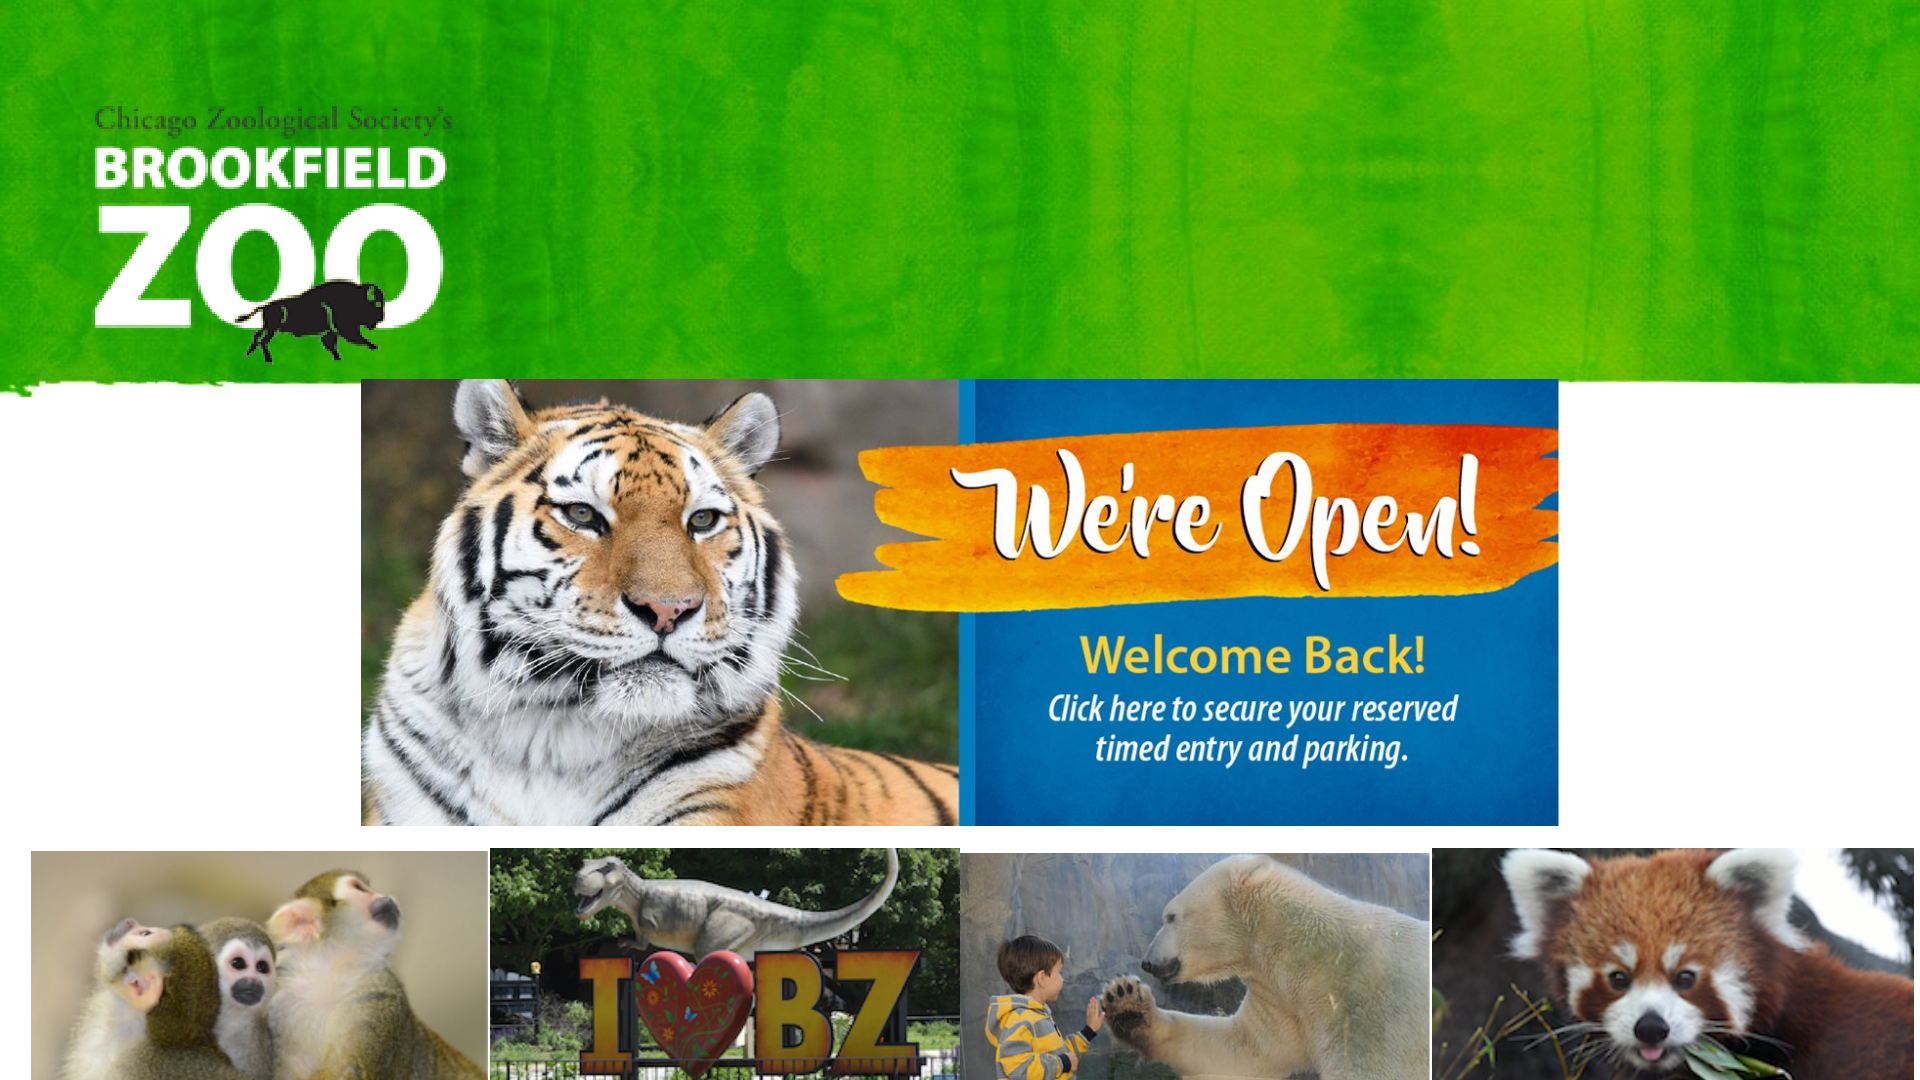 Chicago Zoological Society's
BROOKFIELD
ZOO
We're Open!
Welcome Back!
Click here to secure your reserved
timed entry and parking.
I BZ